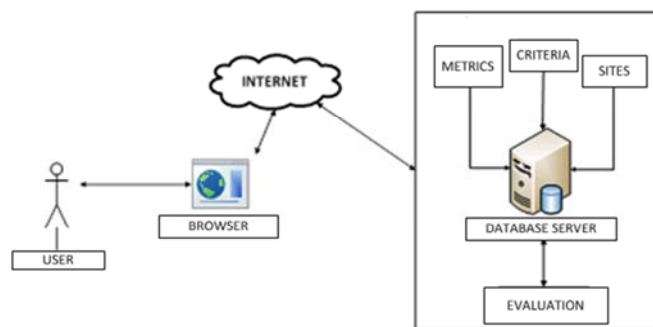 CRITERIA
METRICS
SITES
INTERNET
BROWSER
DATABASE SERVER
USER
EVALUATION